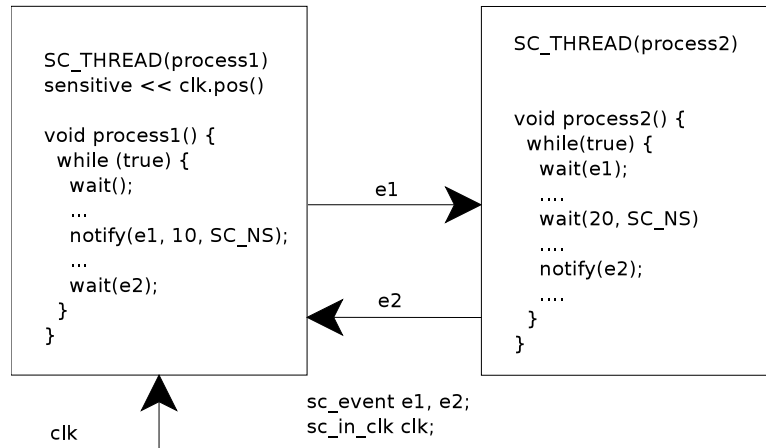 SC_THREAD(process1)
sensitive << clk.pos()
void process1() {
while (true) {
wait();
...
notify(e1, 10, SC_NS);
...
wait(e2);
}
}
e1
e2
SC_THREAD(process2)
void process2() {
while(true) {
wait(e1);
....
wait(20, SC_NS)
....
notify(e2);
....
}
}
clk
sc_event e1, e2;
sc_in_clk clk;